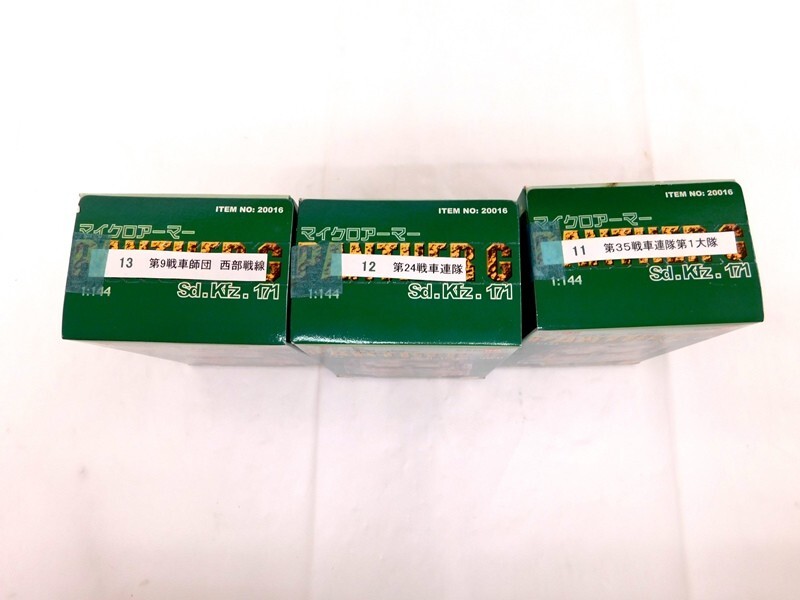 ITEM NO: 20016
マイクロアーマー
PANTHER G
13 第9戦車師団 西部戦線
1:144
Sd.Kfz.171
ITEM NO: 20016
マイクロアーマー
PANTHER G
12 第24戦車連隊
1:144
Sd.Kfz.171
ITEM NO: 20016
マイクロアーマー
PANTHER G
11 第35戦車連隊第1大隊
1:144
Sd.Kfz.171